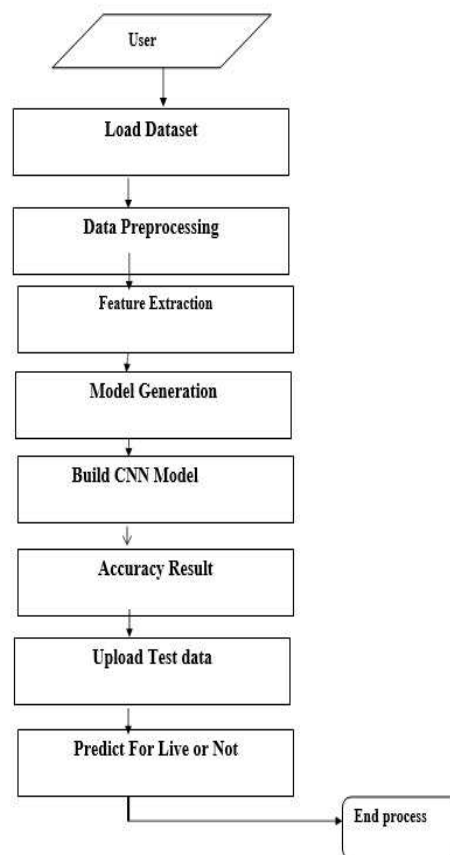 User
Load Dataset
Data Preprocessing
Feature Extraction
Model Generation
Build CNN Model
Accuracy Result
Upload Test data
Predict For Live or Not
End process